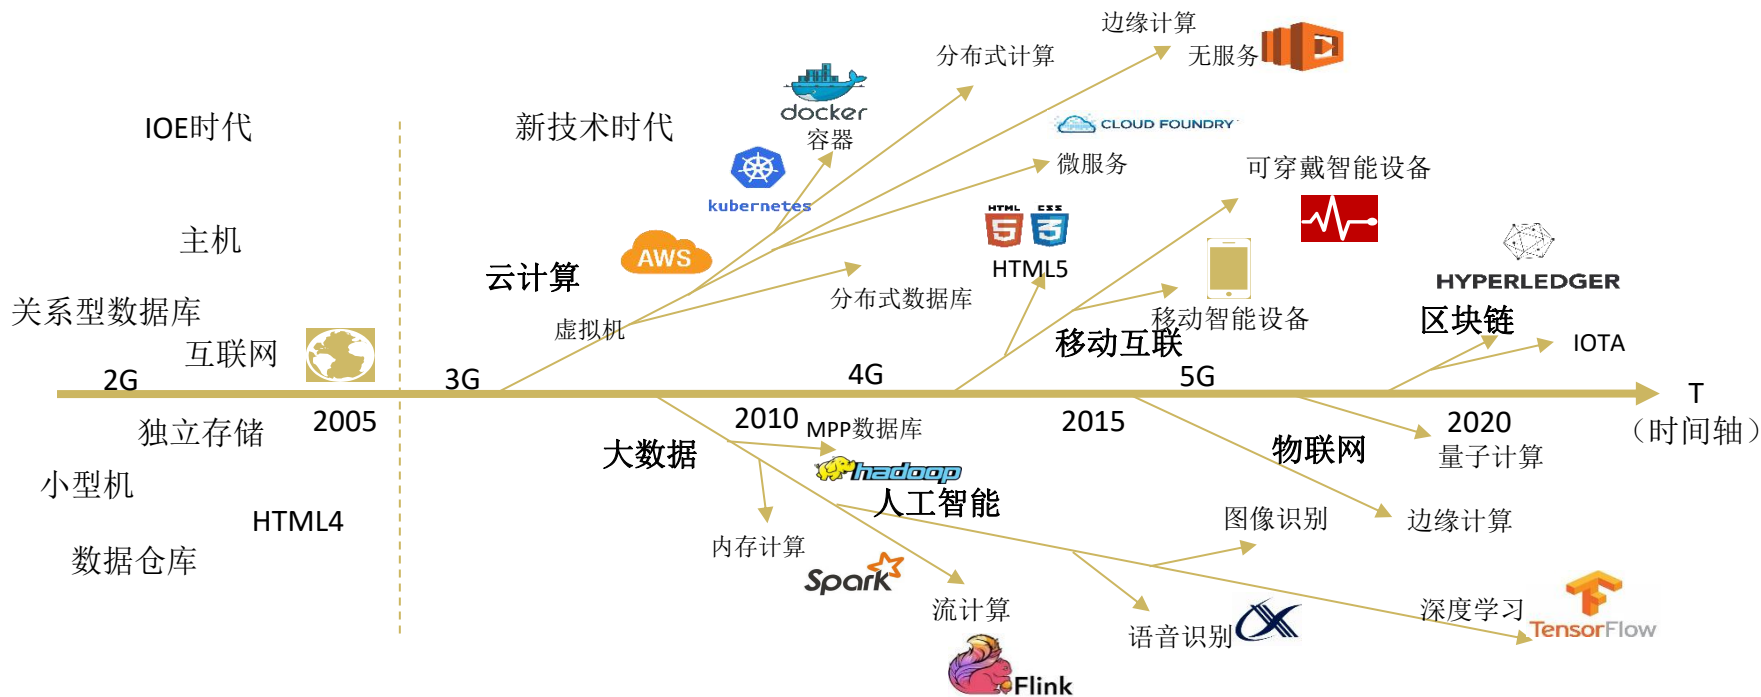 边缘计算
分布式计算
无服务
docker
容器
IOE时代
新技术时代
CLOUD FOUNDRY
微服务
可穿戴智能设备
kubernetes
HTML
5
CSS
3
HTML5
主机
AWS
云计算
HYPERLEDGER
关系型数据库
分布式数据库
移动智能设备
区块链
虚拟机
互联网
移动互联
IOTA
2G
3G
4G
5G
T
（时间轴）
2005
2010
2015
2020
独立存储
MPP数据库
大数据
物联网
量子计算
hadoop
小型机
人工智能
HTML4
图像识别
边缘计算
内存计算
数据仓库
Spark
流计算
语音识别
深度学习
TensorFlow
Flink